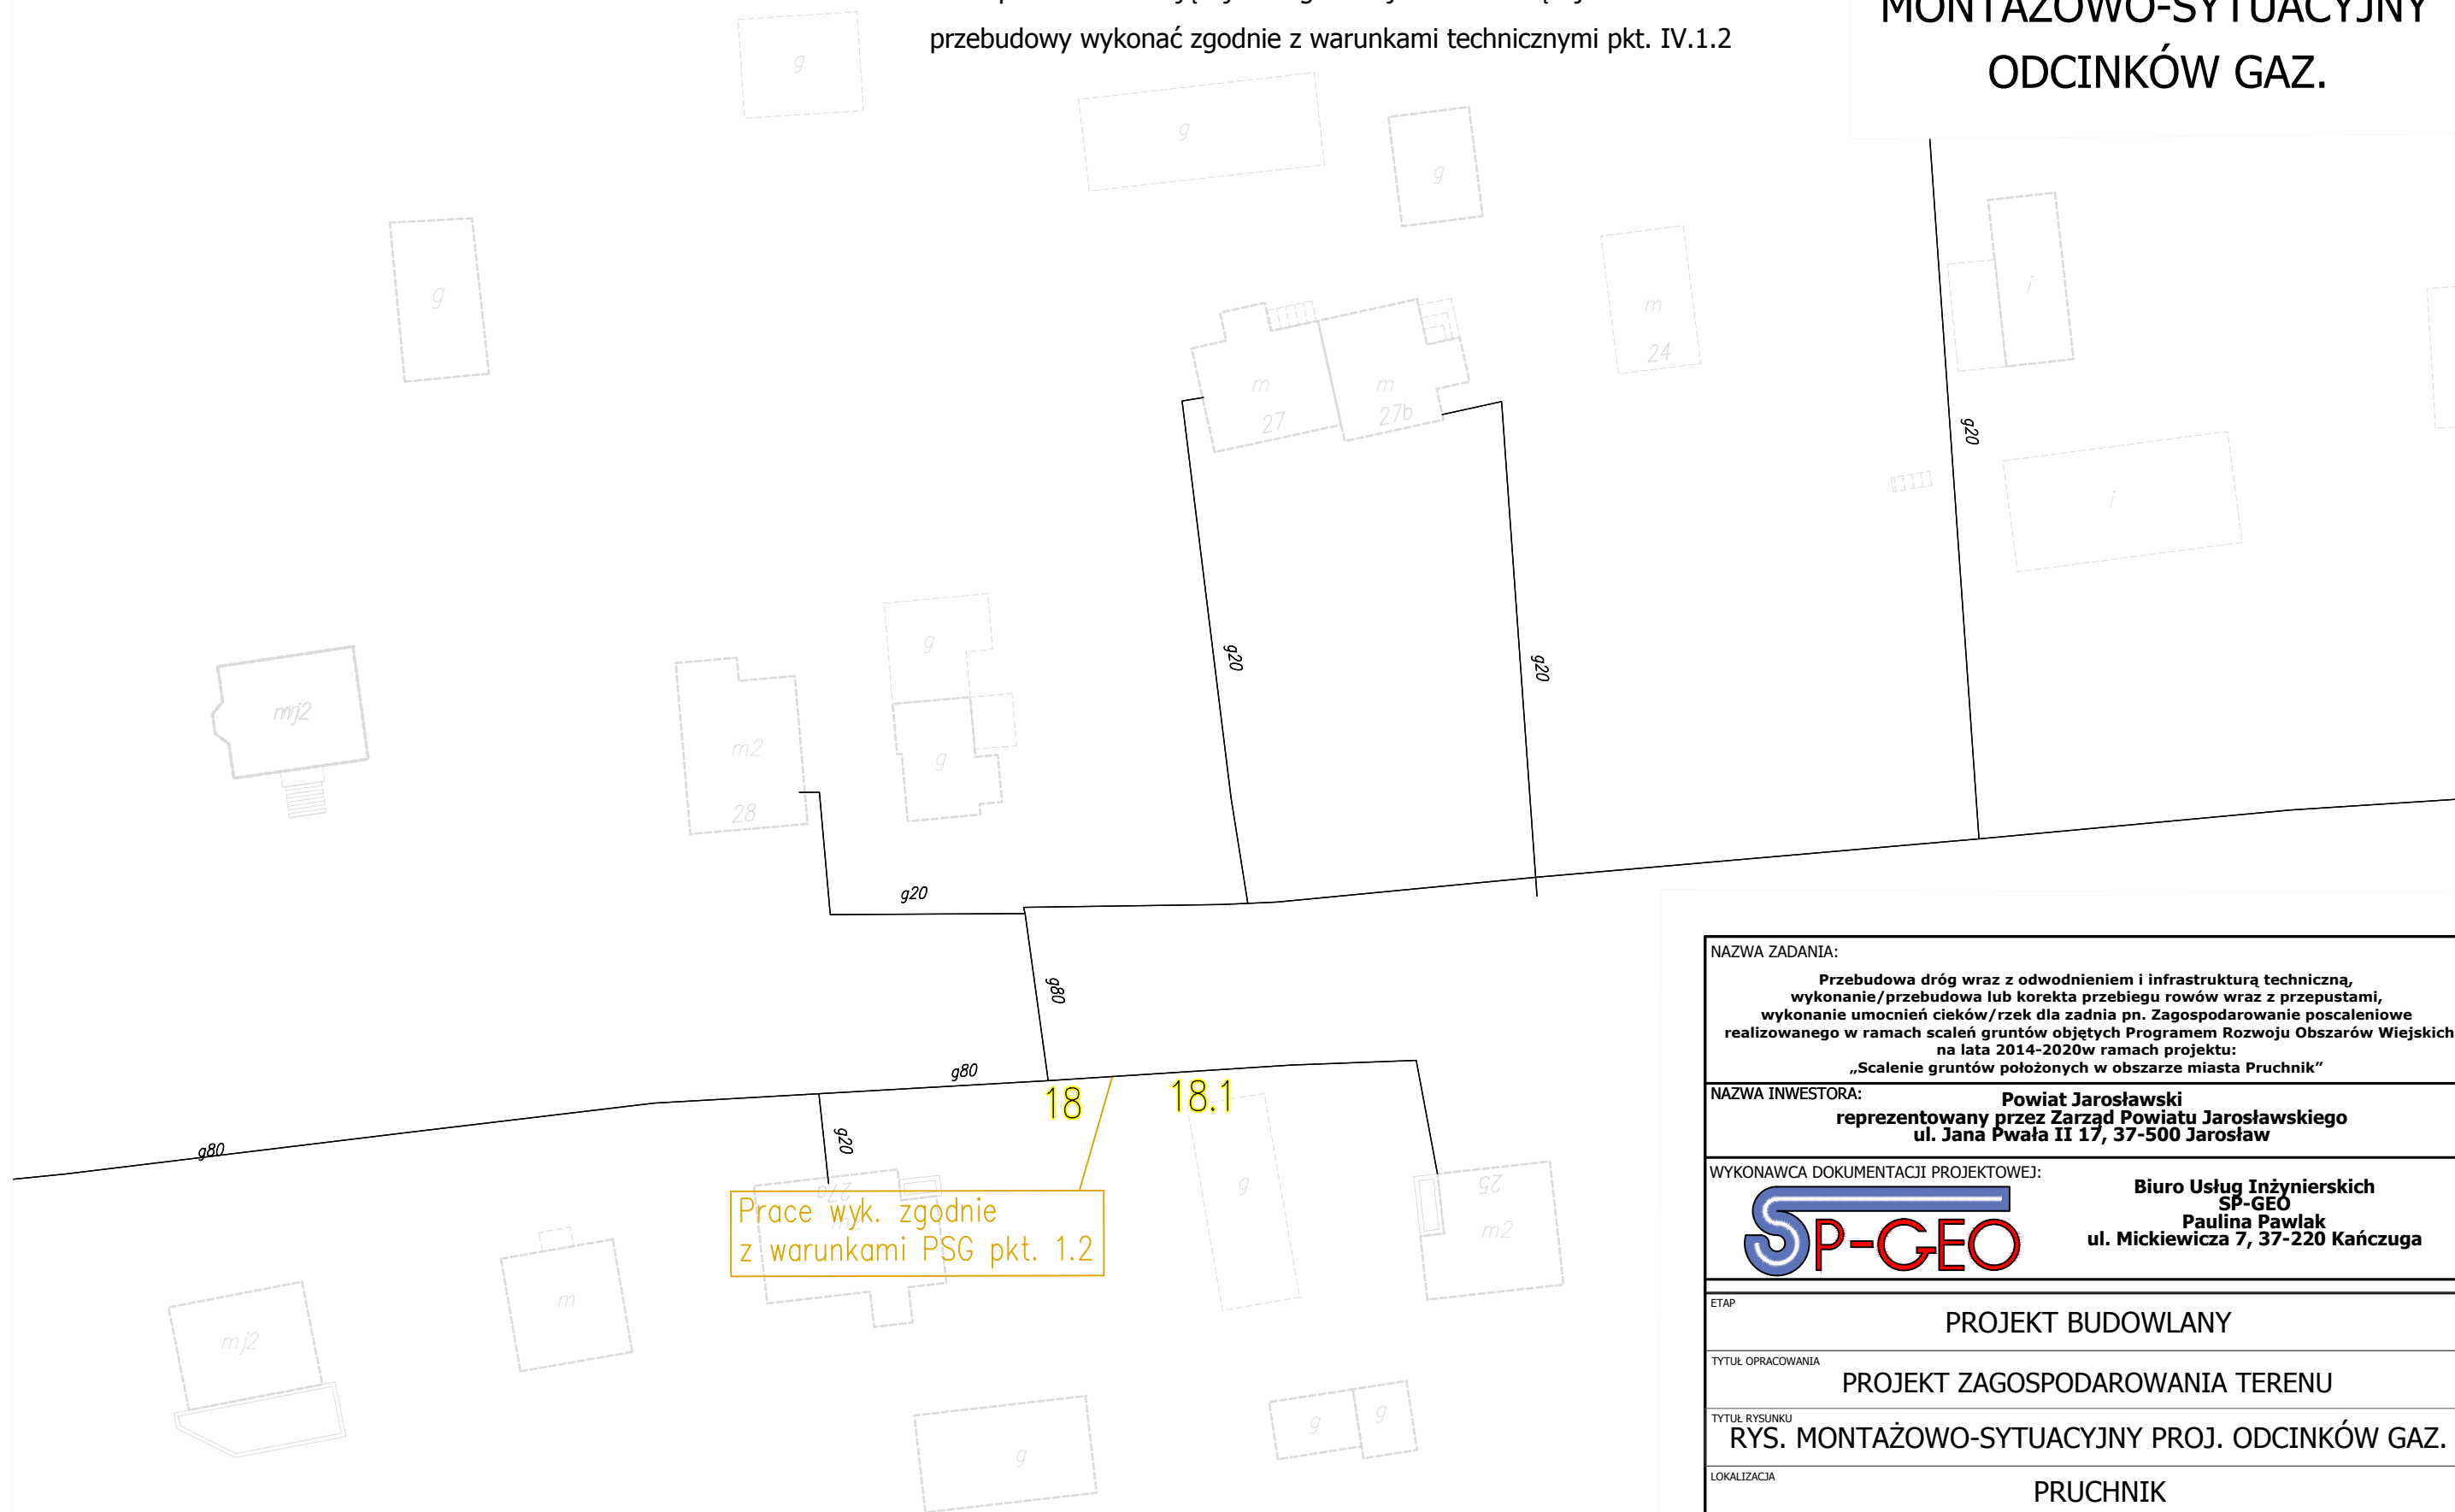 przebudowy wykonać zgodnie z warunkami technicznymi pkt. IV.1.2
MONTAŻOWO-SYTUACYJNY
ODCINKÓW GAZ.
g
g
g
g
m
24
i
i
m
27
m
27b
g20
g20
g20
mj2
m2
28
g
g
g20
g80
g80
g80
g20
18
18.1
27a
m2
Prace wyk. zgodnie
z warunkami PSG pkt. 1.2
g
25
m2
mj2
m
g
g
g
NAZWA ZADANIA:
Przebudowa dróg wraz z odwodnieniem i infrastrukturą techniczną,
wykonanie/przebudowa lub korekta przebiegu rowów wraz z przepustami,
wykonanie umocnień cieków/rzek dla zadnia pn. Zagospodarowanie poscaleniowe
realizowanego w ramach scaleń gruntów objętych Programem Rozwoju Obszarów Wiejskich
na lata 2014-2020w ramach projektu:
„Scalenie gruntów położonych w obszarze miasta Pruchnik”
NAZWA INWESTORA:
Powiat Jarosławski
reprezentowany przez Zarząd Powiatu Jarosławskiego
ul. Jana Pwała II 17, 37-500 Jarosław
WYKONAWCA DOKUMENTACJI PROJEKTOWEJ:
SP-GEO
Biuro Usług Inżynierskich
SP-GEO
Paulina Pawlak
ul. Mickiewicza 7, 37-220 Kańczuga
ETAP
PROJEKT BUDOWLANY
TYTUŁ OPRACOWANIA
PROJEKT ZAGOSPODAROWANIA TERENU
TYTUŁ RYSUNKU
RYS. MONTAŻOWO-SYTUACYJNY PROJ. ODCINKÓW GAZ.
LOKALIZACJA
PRUCHNIK